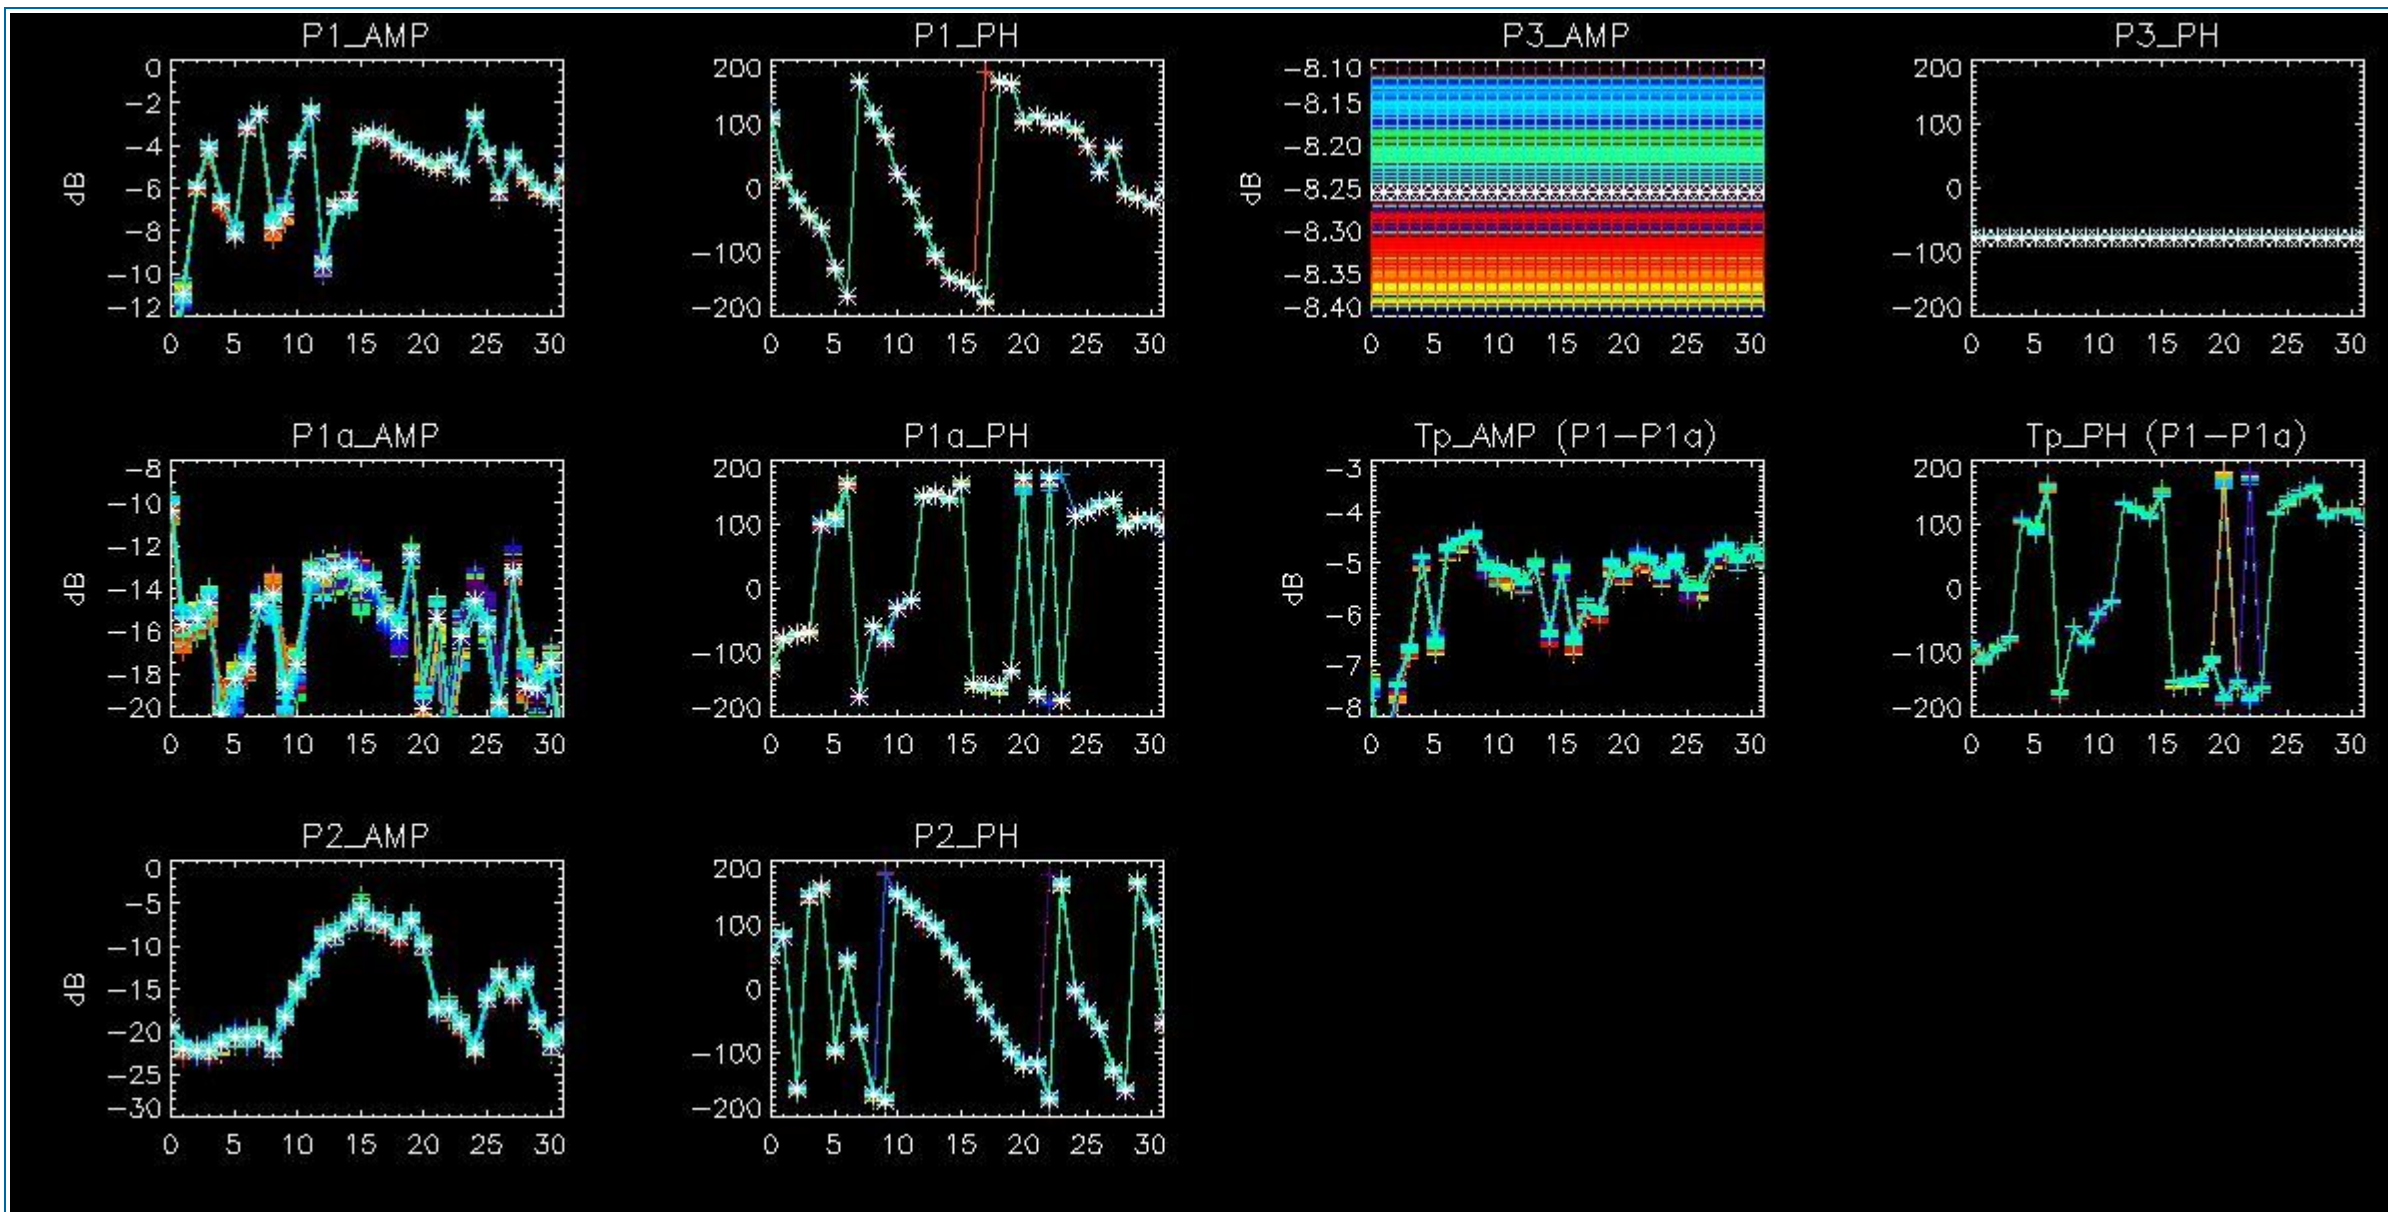 P1_AMP
0
−2
−4
−6
−8
−10
−12
dB
0 5 10 15 20 25 30
P1_PH
200
100
0
−100
−200
0 5 10 15 20 25 30
P3_AMP
−8.10
−8.15
−8.20
−8.25
−8.30
−8.35
−8.40
dB
0 5 10 15 20 25 30
P3_PH
200
100
0
−100
−200
0 5 10 15 20 25 30
P1a_AMP
−8
−10
−12
−14
−16
−18
−20
dB
0 5 10 15 20 25 30
P1a_PH
200
100
0
−100
−200
0 5 10 15 20 25 30
Tp_AMP (P1−P1a)
−3
−4
−5
−6
−7
−8
dB
0 5 10 15 20 25 30
Tp_PH (P1−P1a)
200
100
0
−100
−200
0 5 10 15 20 25 30
P2_AMP
0
−5
−10
−15
−20
−25
−30
dB
0 5 10 15 20 25 30
P2_PH
200
100
0
−100
−200
0 5 10 15 20 25 30